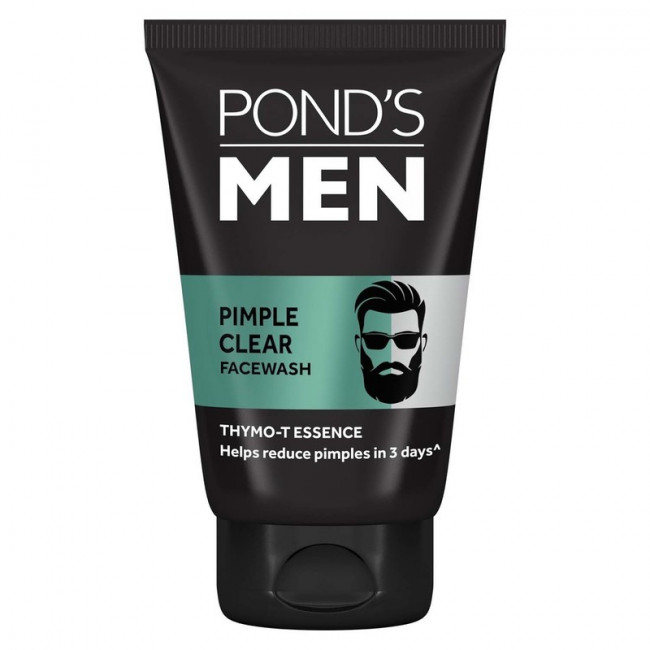 POND'S
MEN
PIMPLE
CLEAR
FACEWASH
THYMO-T ESSENCE
Helps reduce pimples in 3 days^